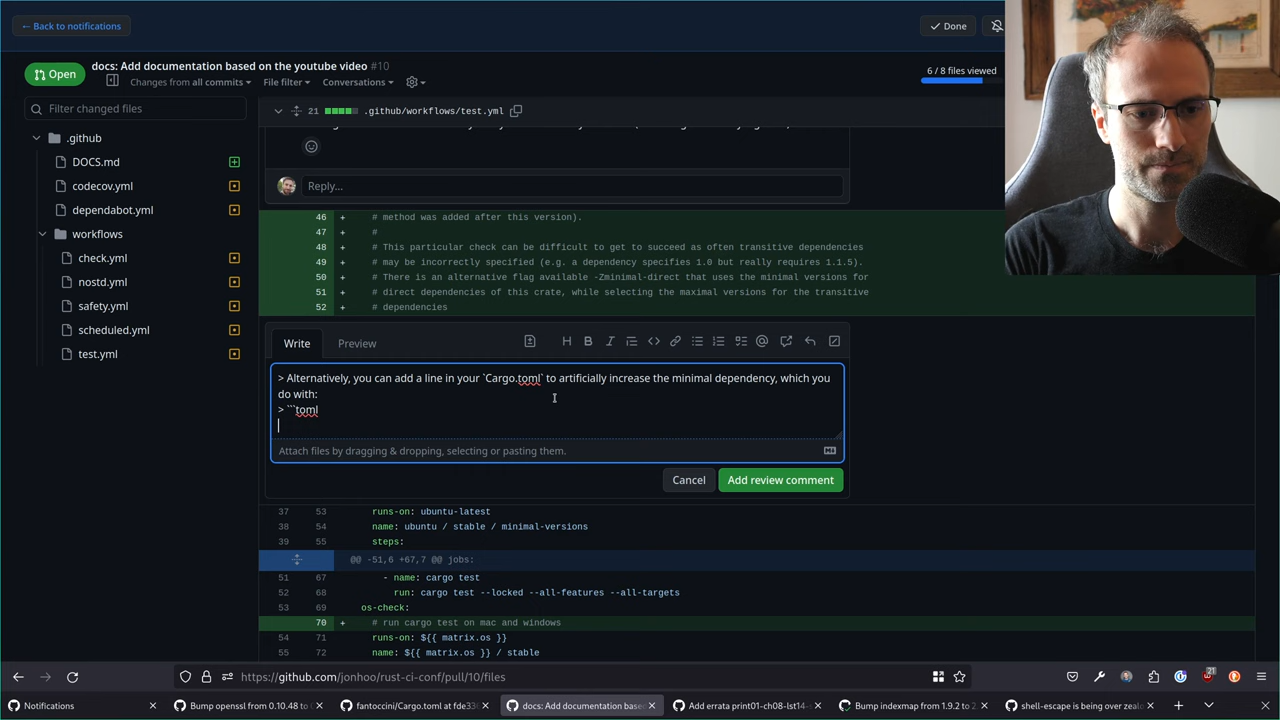 ← Back to notifications
Done
Open
docs: Add documentation based on the youtube video #10
Changes from all commits
File filter
Conversations
6 / 8 files viewed
Filter changed files
.github
DOCS.md
codecov.yml
dependabot.yml
workflows
check.yml
nostd.yml
safety.yml
scheduled.yml
test.yml
21 .github/workflows/test.yml
Reply...
46 + # method was added after this version).
47 + #
48 + # This particular check can be difficult to get to succeed as often transitive dependencies
49 + # may be incorrectly specified (e.g. a dependency specifies 1.0 but really requires 1.1.5).
50 + # There is an alternative flag available -Zminimal-direct that uses the minimal versions for
51 + # direct dependencies of this crate, while selecting the maximal versions for the transitive
52 + # dependencies
Write Preview
> Alternatively, you can add a line in your `Cargo.toml` to artificially increase the minimal dependency, which you
do with:
> ```toml
Attach files by dragging & dropping, selecting or pasting them.
Cancel Add review comment
37 53 runs-on: ubuntu-latest
38 54 name: ubuntu / stable / minimal-versions
39 55 steps:
@@ -51,6 +67,7 @@ jobs:
51 67 - name: cargo test
52 68 run: cargo test --locked --all-features --all-targets
53 69 os-check:
70 + # run cargo test on mac and windows
54 71 runs-on: ${{ matrix.os }}
55 72 name: ${{ matrix.os }} / stable
https://github.com/jonhoo/rust-ci-conf/pull/10/files
21
Notifications
Bump openssl from 0.10.48 to
fantoccini/Cargo.toml at fde33
docs: Add documentation base
Add errata print01-ch08-lst14-
Bump indexmap from 1.9.2 to 2
shell-escape is being over zeal